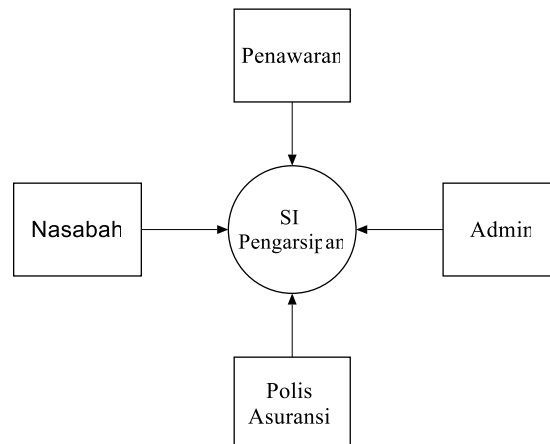 Penawaran
Nasabah
SI
Pengarsipan
Admin
Polis
Asuransi